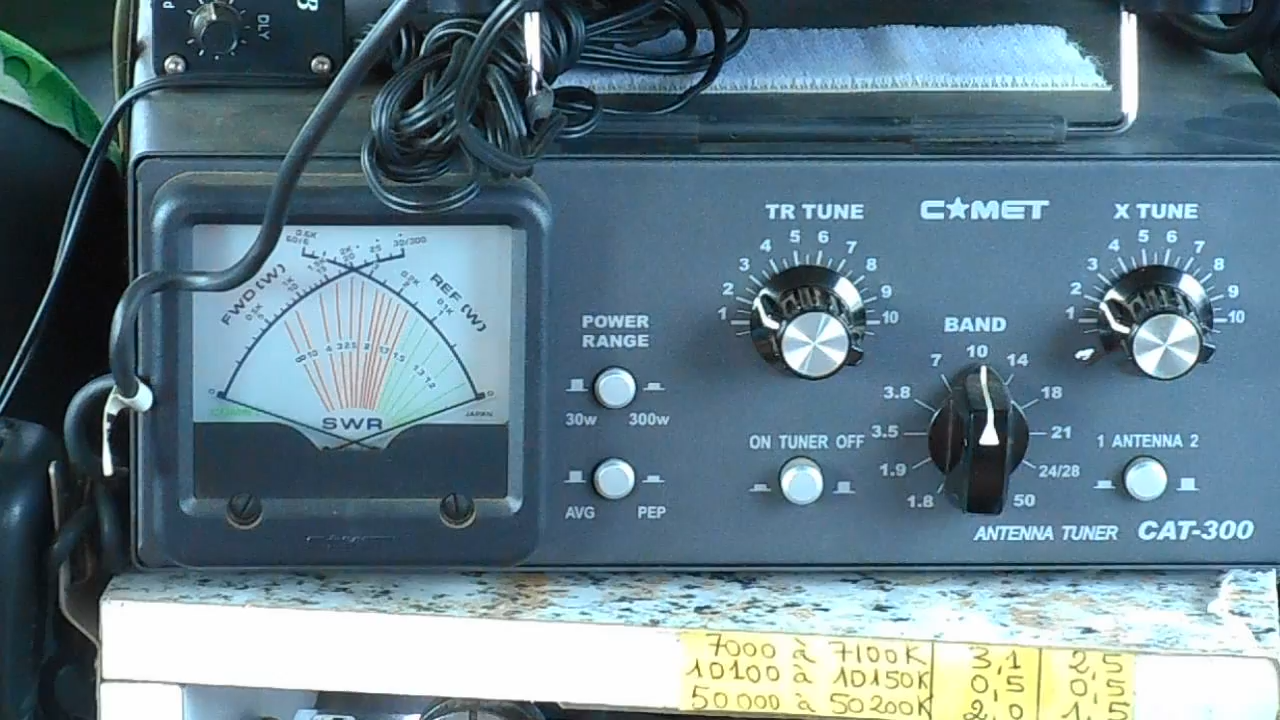 DLY
TR TUNE
COMET
X TUNE
1 2 3 4 5 6 7 8 9 10
1 2 3 4 5 6 7 8 9 10
FWD (W)
REF (W)
SWR
JAPAN
POWER
RANGE
30w 300w
AVG PEP
BAND
1.8 1.9 3.5 3.8 7 10 14 18 21 24/28 50
ON TUNER OFF
1 ANTENNA 2
ANTENNA TUNER CAT-300
7000 à 7100K 3,1 2,5
10100 à 10150K 0,5 0,5
50000 à 50200K 2,0 1,5